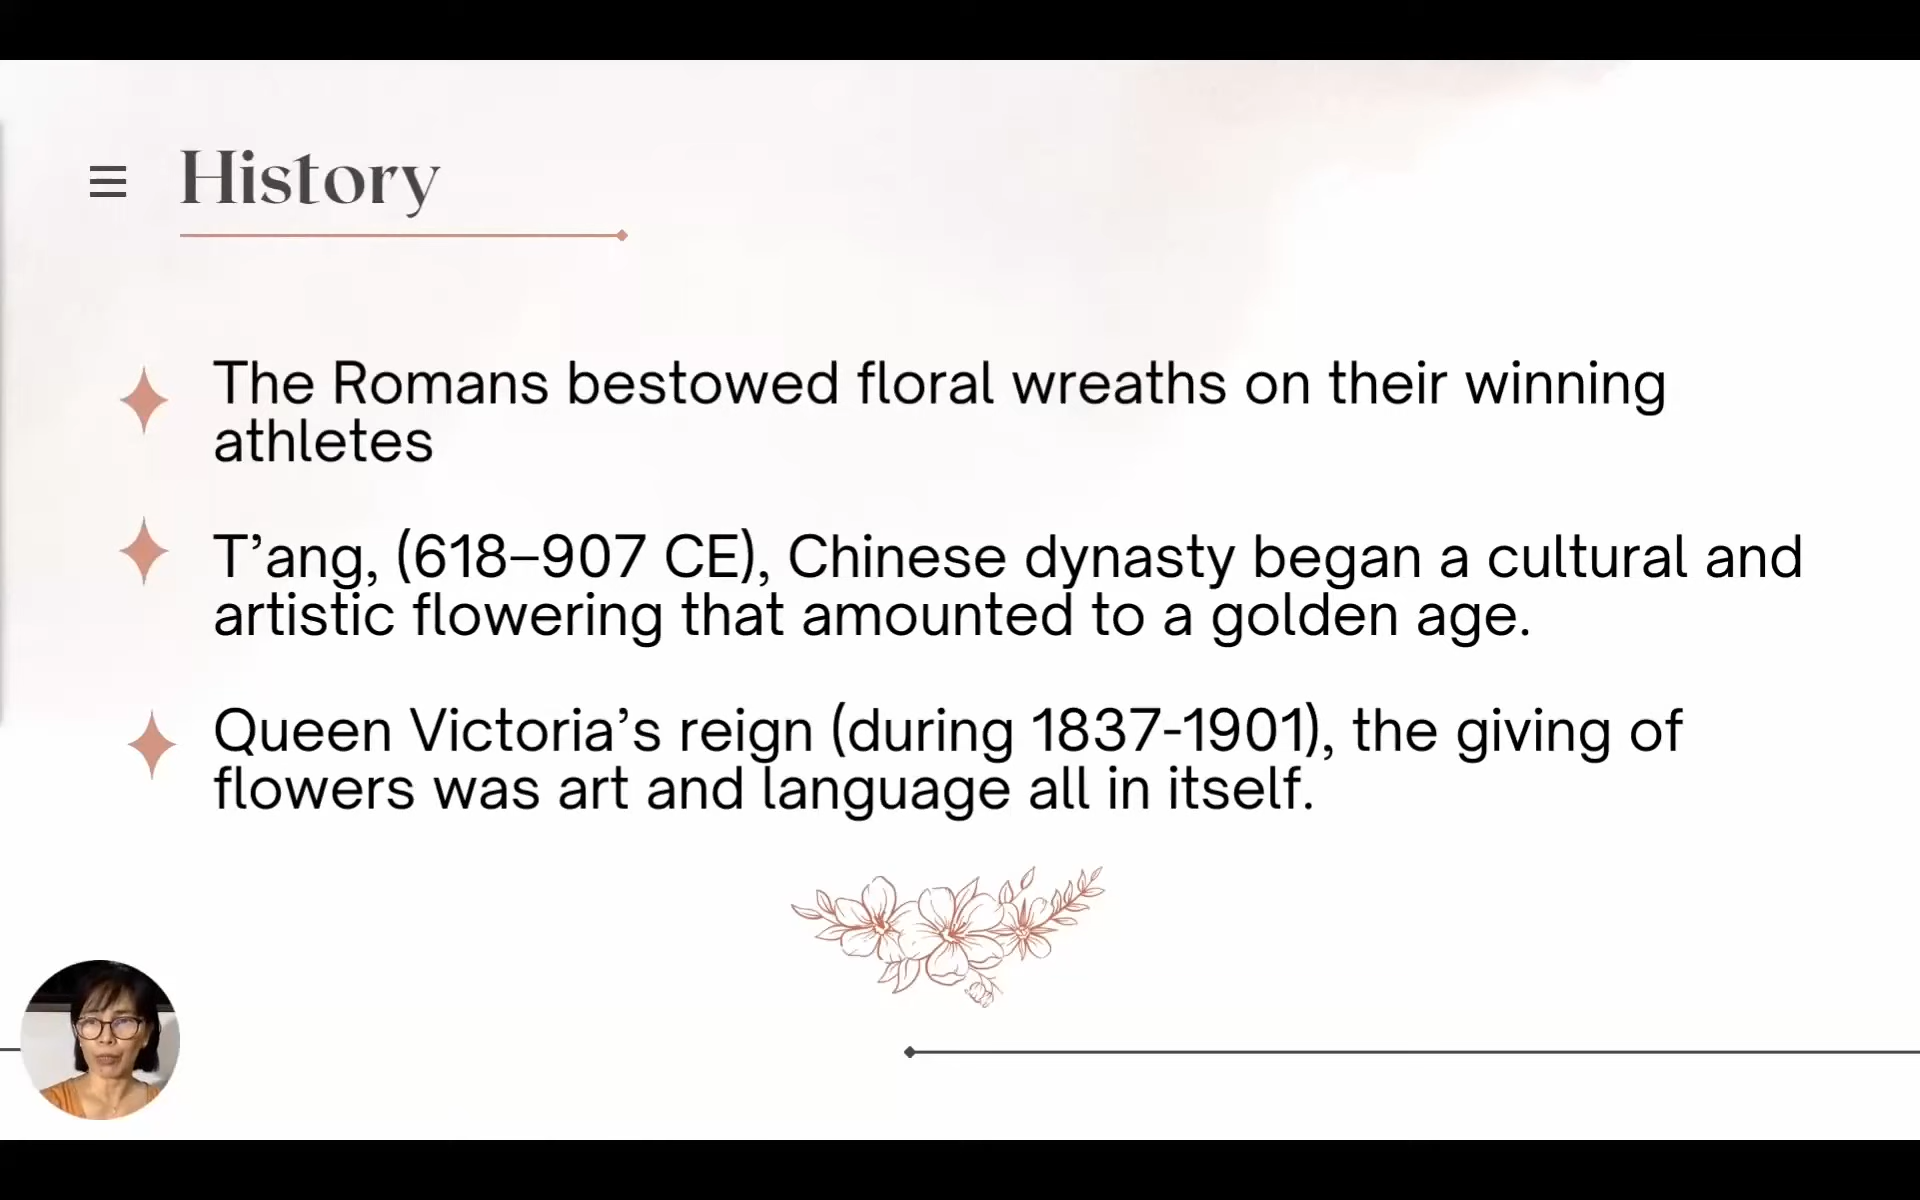 History
The Romans bestowed floral wreaths on their winning
athletes
T’ang, (618–907 CE), Chinese dynasty began a cultural and
artistic flowering that amounted to a golden age.
Queen Victoria’s reign (during 1837-1901), the giving of
flowers was art and language all in itself.